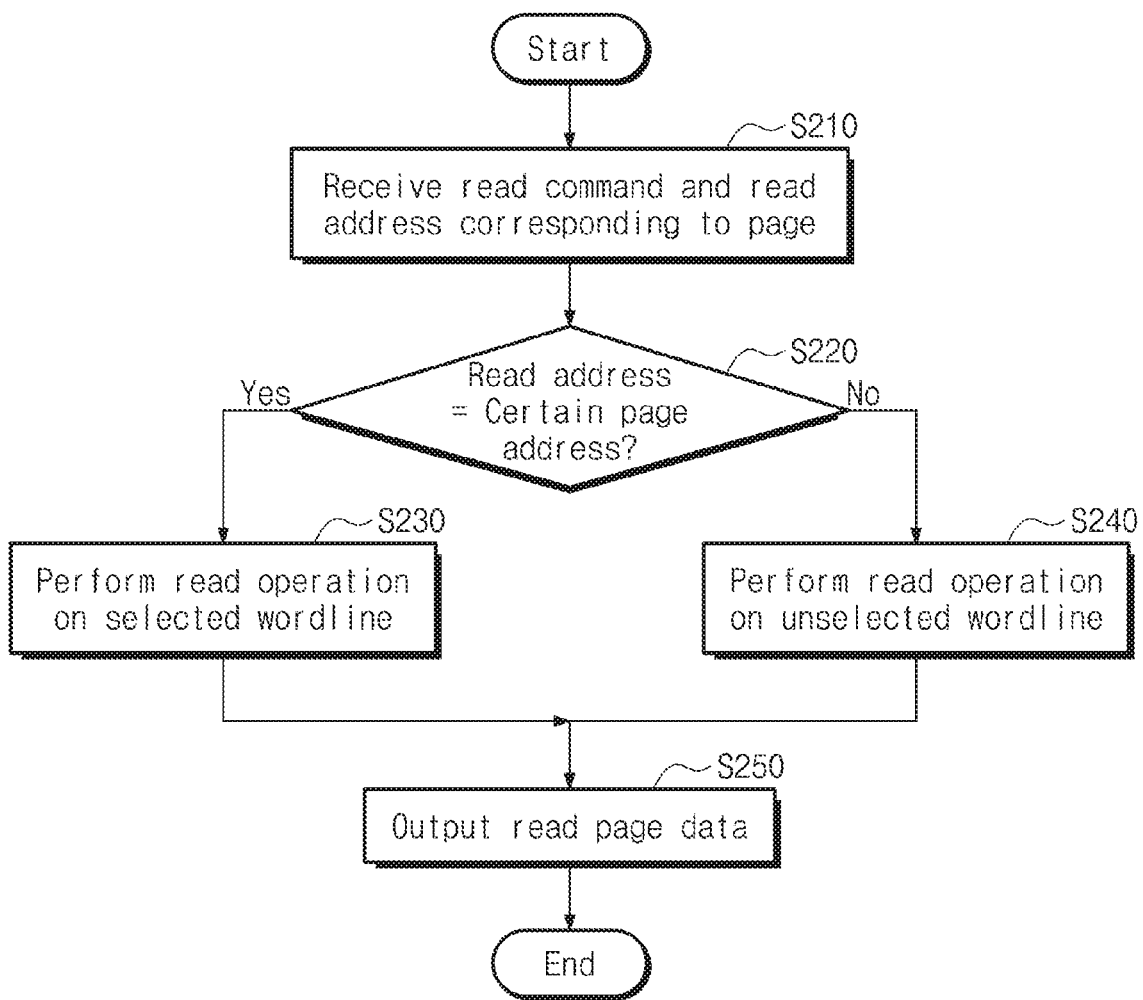 Start
S210
Receive read command and read
address corresponding to page
S220
Read address
= Certain page
address?
Yes
No
S230
Perform read operation
on selected wordline
S240
Perform read operation
on unselected wordline
S250
Output read page data
End